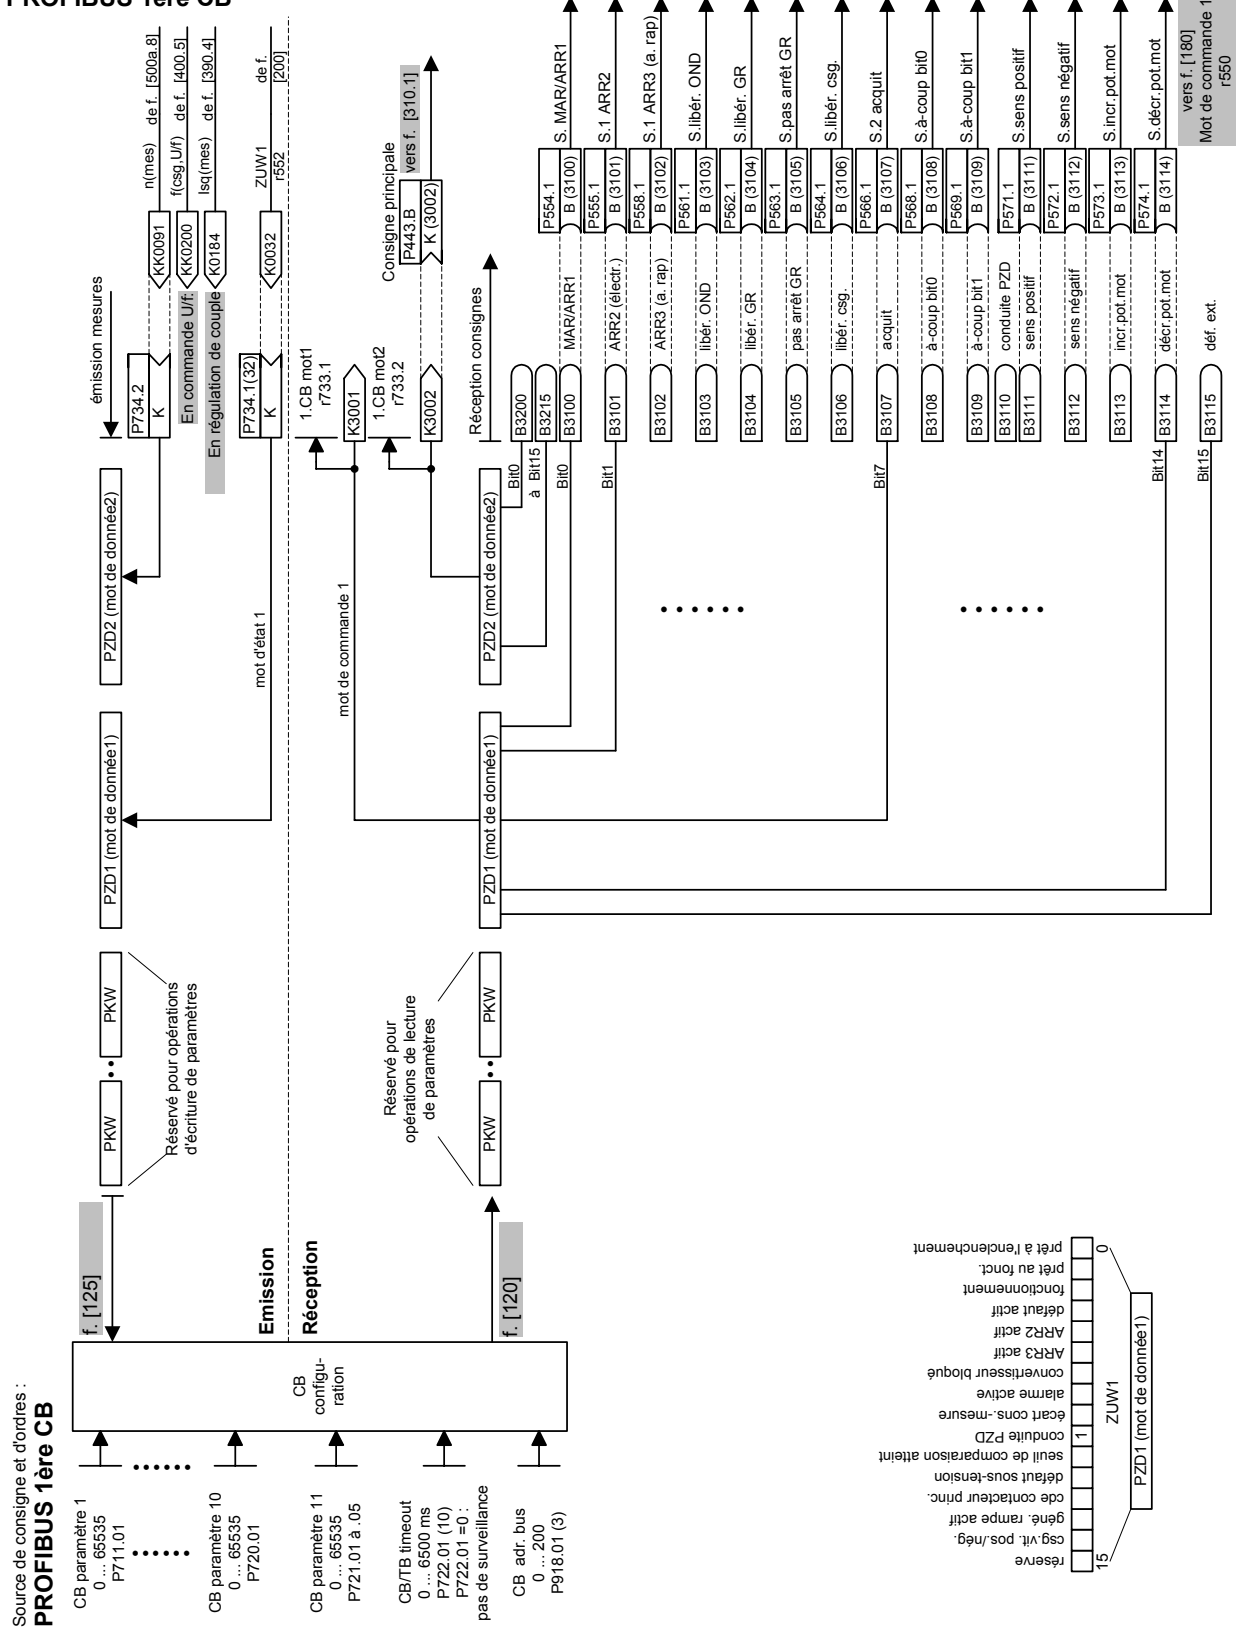 PROFIBUS 1ère CB
Source de consigne et d'ordres :
PROFIBUS 1ère CB
CB paramètre 1
0 ... 65535
P711.01
CB paramètre 10
0 ... 65535
P720.01
CB paramètre 11
0 ... 65535
P721.01 à .05
CB/TB timeout
0 ... 6500 ms
P722.01 (10)
P722.01 =0 :
pas de surveillance
CB adr. bus
0 ... 200
P918.01 (3)
CB
configu-
ration
f. [125]
Emission
Réception
f. [120]
PKW
PKW
Réservé pour opérations
d'écriture de paramètres
PZD1 (mot de donnée1)
PZD2 (mot de donnée2)
mot d'état 1
émission mesures
P734.2
K
KK0091
n(mes)
de f. [500a.8]
En commande U/f:
KK0200
f(csg,U/f)
de f. [400.5]
En régulation de couple
K0184
Isq(mes)
de f. [390.4]
P734.1(32)
K
K0032
ZUW1
r552
de f.
[200]
1.CB mot1
r733.1
K3001
mot de commande 1
1.CB mot2
r733.2
K3002
Consigne principale
P443.B
K (3002)
vers f. [310.1]
Réservé pour
opérations de lecture
de paramètres
PKW
PKW
PZD1 (mot de donnée1)
PZD2 (mot de donnée2)
Réception consignes
Bit0
B3200
à Bit15
B3215
Bit0
B3100
MAR/ARR1
P554.1
B (3100)
S. MAR/ARR1
Bit1
B3101
ARR2 (électr.)
P555.1
B (3101)
S.1 ARR2
B3102
ARR3 (a. rap)
P558.1
B (3102)
S.1 ARR3 (a. rap)
B3103
libér. OND
P561.1
B (3103)
S.libér. OND
B3104
libér. GR
P562.1
B (3104)
S.libér. GR
B3105
pas arrêt GR
P563.1
B (3105)
S.pas arrêt GR
B3106
libér. csg.
P564.1
B (3106)
S.libér. csg.
Bit7
B3107
acquit
P566.1
B (3107)
S.2 acquit
B3108
à-coup bit0
P568.1
B (3108)
S.à-coup bit0
B3109
à-coup bit1
P569.1
B (3109)
S.à-coup bit1
B3110
conduite PZD
B3111
sens positif
P571.1
B (3111)
S.sens positif
B3112
sens négatif
P572.1
B (3112)
S.sens négatif
B3113
incr.pot.mot
P573.1
B (3113)
S.incr.pot.mot
Bit14
B3114
décr.pot.mot
P574.1
B (3114)
S.décr.pot.mot
Bit15
B3115
déf. ext.
vers f. [180]
Mot de commande 1
r550
prêt à l'enclenchement
prêt au fonct.
fonctionnement
défaut actif
ARR2 actif
ARR3 actif
convertisseur bloqué
alarme active
écart cons.-mesure
conduite PZD
seuil de comparaison atteint
défaut sous-tension
cde contacteur princ.
géné. rampe actif
csg.vit. pos./nég.
réservé
1
15
0
ZUW1
PZD1 (mot de donnée1)